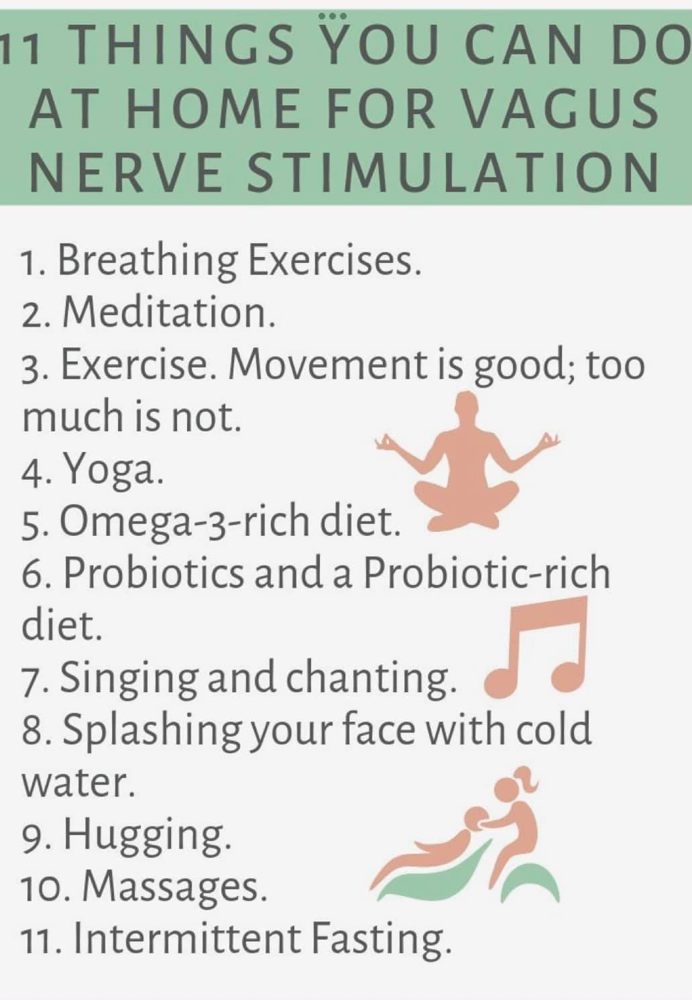 11 THINGS YOU CAN DO
AT HOME FOR VAGUS
NERVE STIMULATION
1. Breathing Exercises.
2. Meditation.
3. Exercise. Movement is good; too
much is not.
4. Yoga.
5. Omega-3-rich diet.
6. Probiotics and a Probiotic-rich
diet.
7. Singing and chanting.
8. Splashing your face with cold
water.
9. Hugging.
10. Massages.
11. Intermittent Fasting.